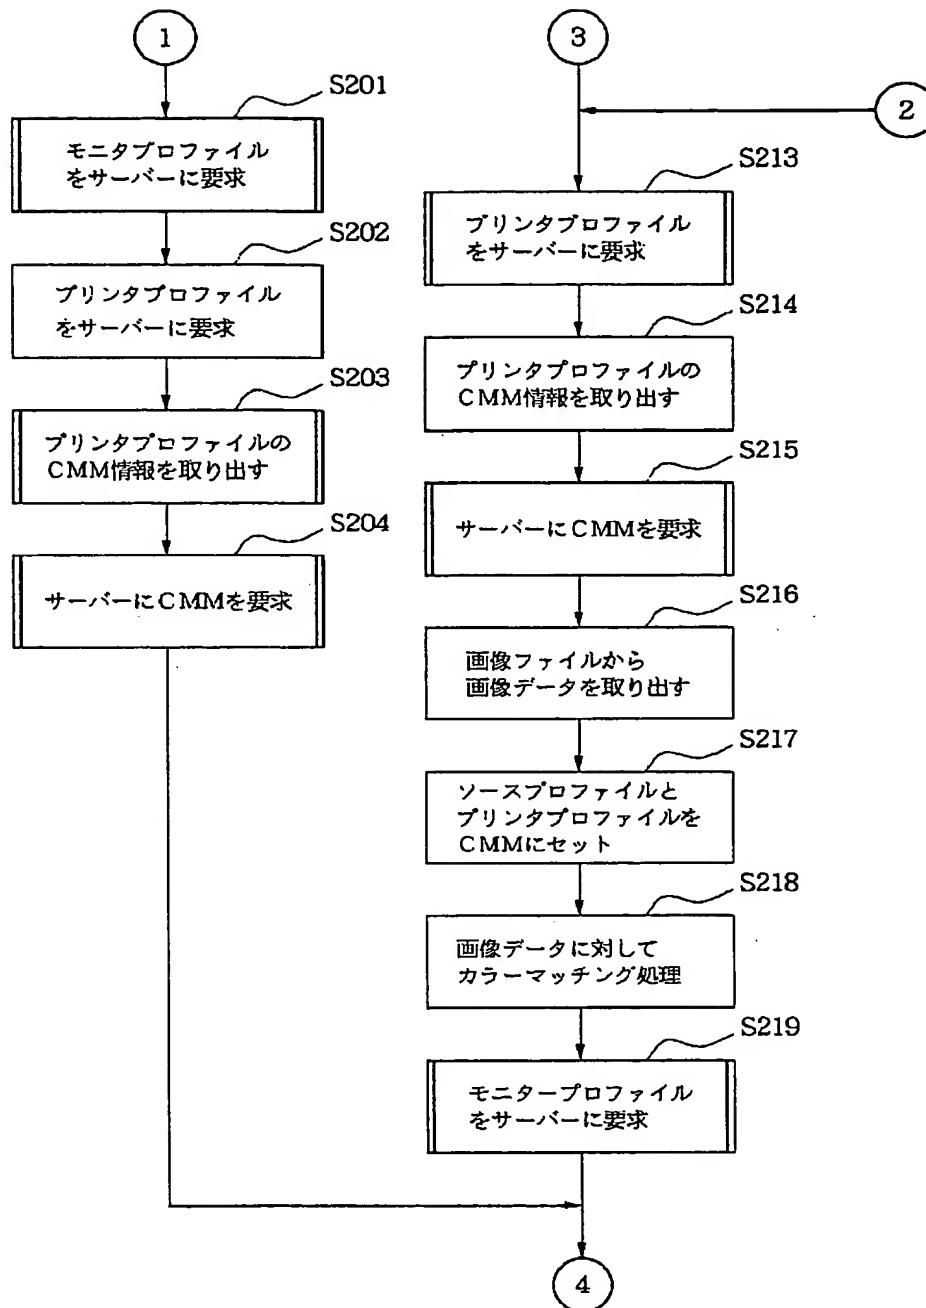 1
S201
モニタプロファイル
をサーバーに要求
S202
プリンタプロファイル
をサーバーに要求
S203
プリンタプロファイルの
CMM情報を取り出す
S204
サーバーにCMMを要求
3
2
S213
プリンタプロファイル
をサーバーに要求
S214
プリンタプロファイルの
CMM情報を取り出す
S215
サーバーにCMMを要求
S216
画像ファイルから
画像データを取り出す
S217
ソースプロファイルと
プリンタプロファイルを
CMMにセット
S218
画像データに対して
カラーマッチング処理
S219
モニタープロファイル
をサーバーに要求
4